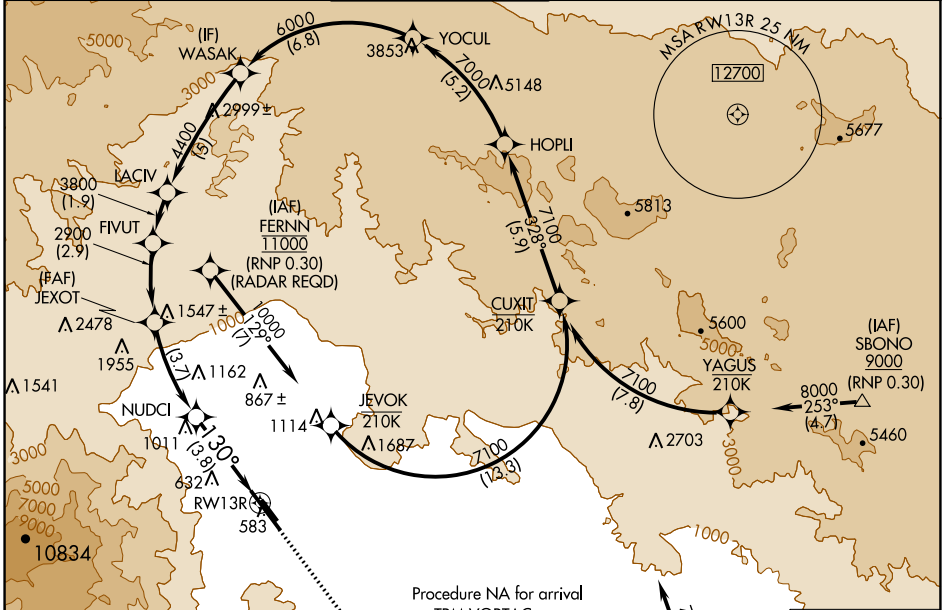 5000
(IF)
WASAK
6000
(6.8)
3853
YOCUL
MSA RW13R 25 NM
12700
3000
2999 ±
7000
(5.2)
5148
5677
4400
(5)
HOPLI
LACIV
3800
(1.9)
FIVUT
2900
(2.9)
(IAF)
FERNN
11000
(RNP 0.30)
(RADAR REQD)
7100
328°
(5.9)
5813
(FAF)
JEXOT
1547 ±
1000
10000
129°
(7)
CUXIT
210K
2478
1955
5600
5000
(IAF)
SBONO
9000
(RNP 0.30)
YAGUS
210K
(3.7)
1162
867 ±
1541
7100
(7.8)
8000
253°
(4.7)
NUDCI
1011
1114
JEVOK
210K
1687
2703
5460
3000
7100
(13.3)
130°
(3.8)
632
RW13R
583
3000
5000
7000
9000
10834
1000
Procedure NA for arrival